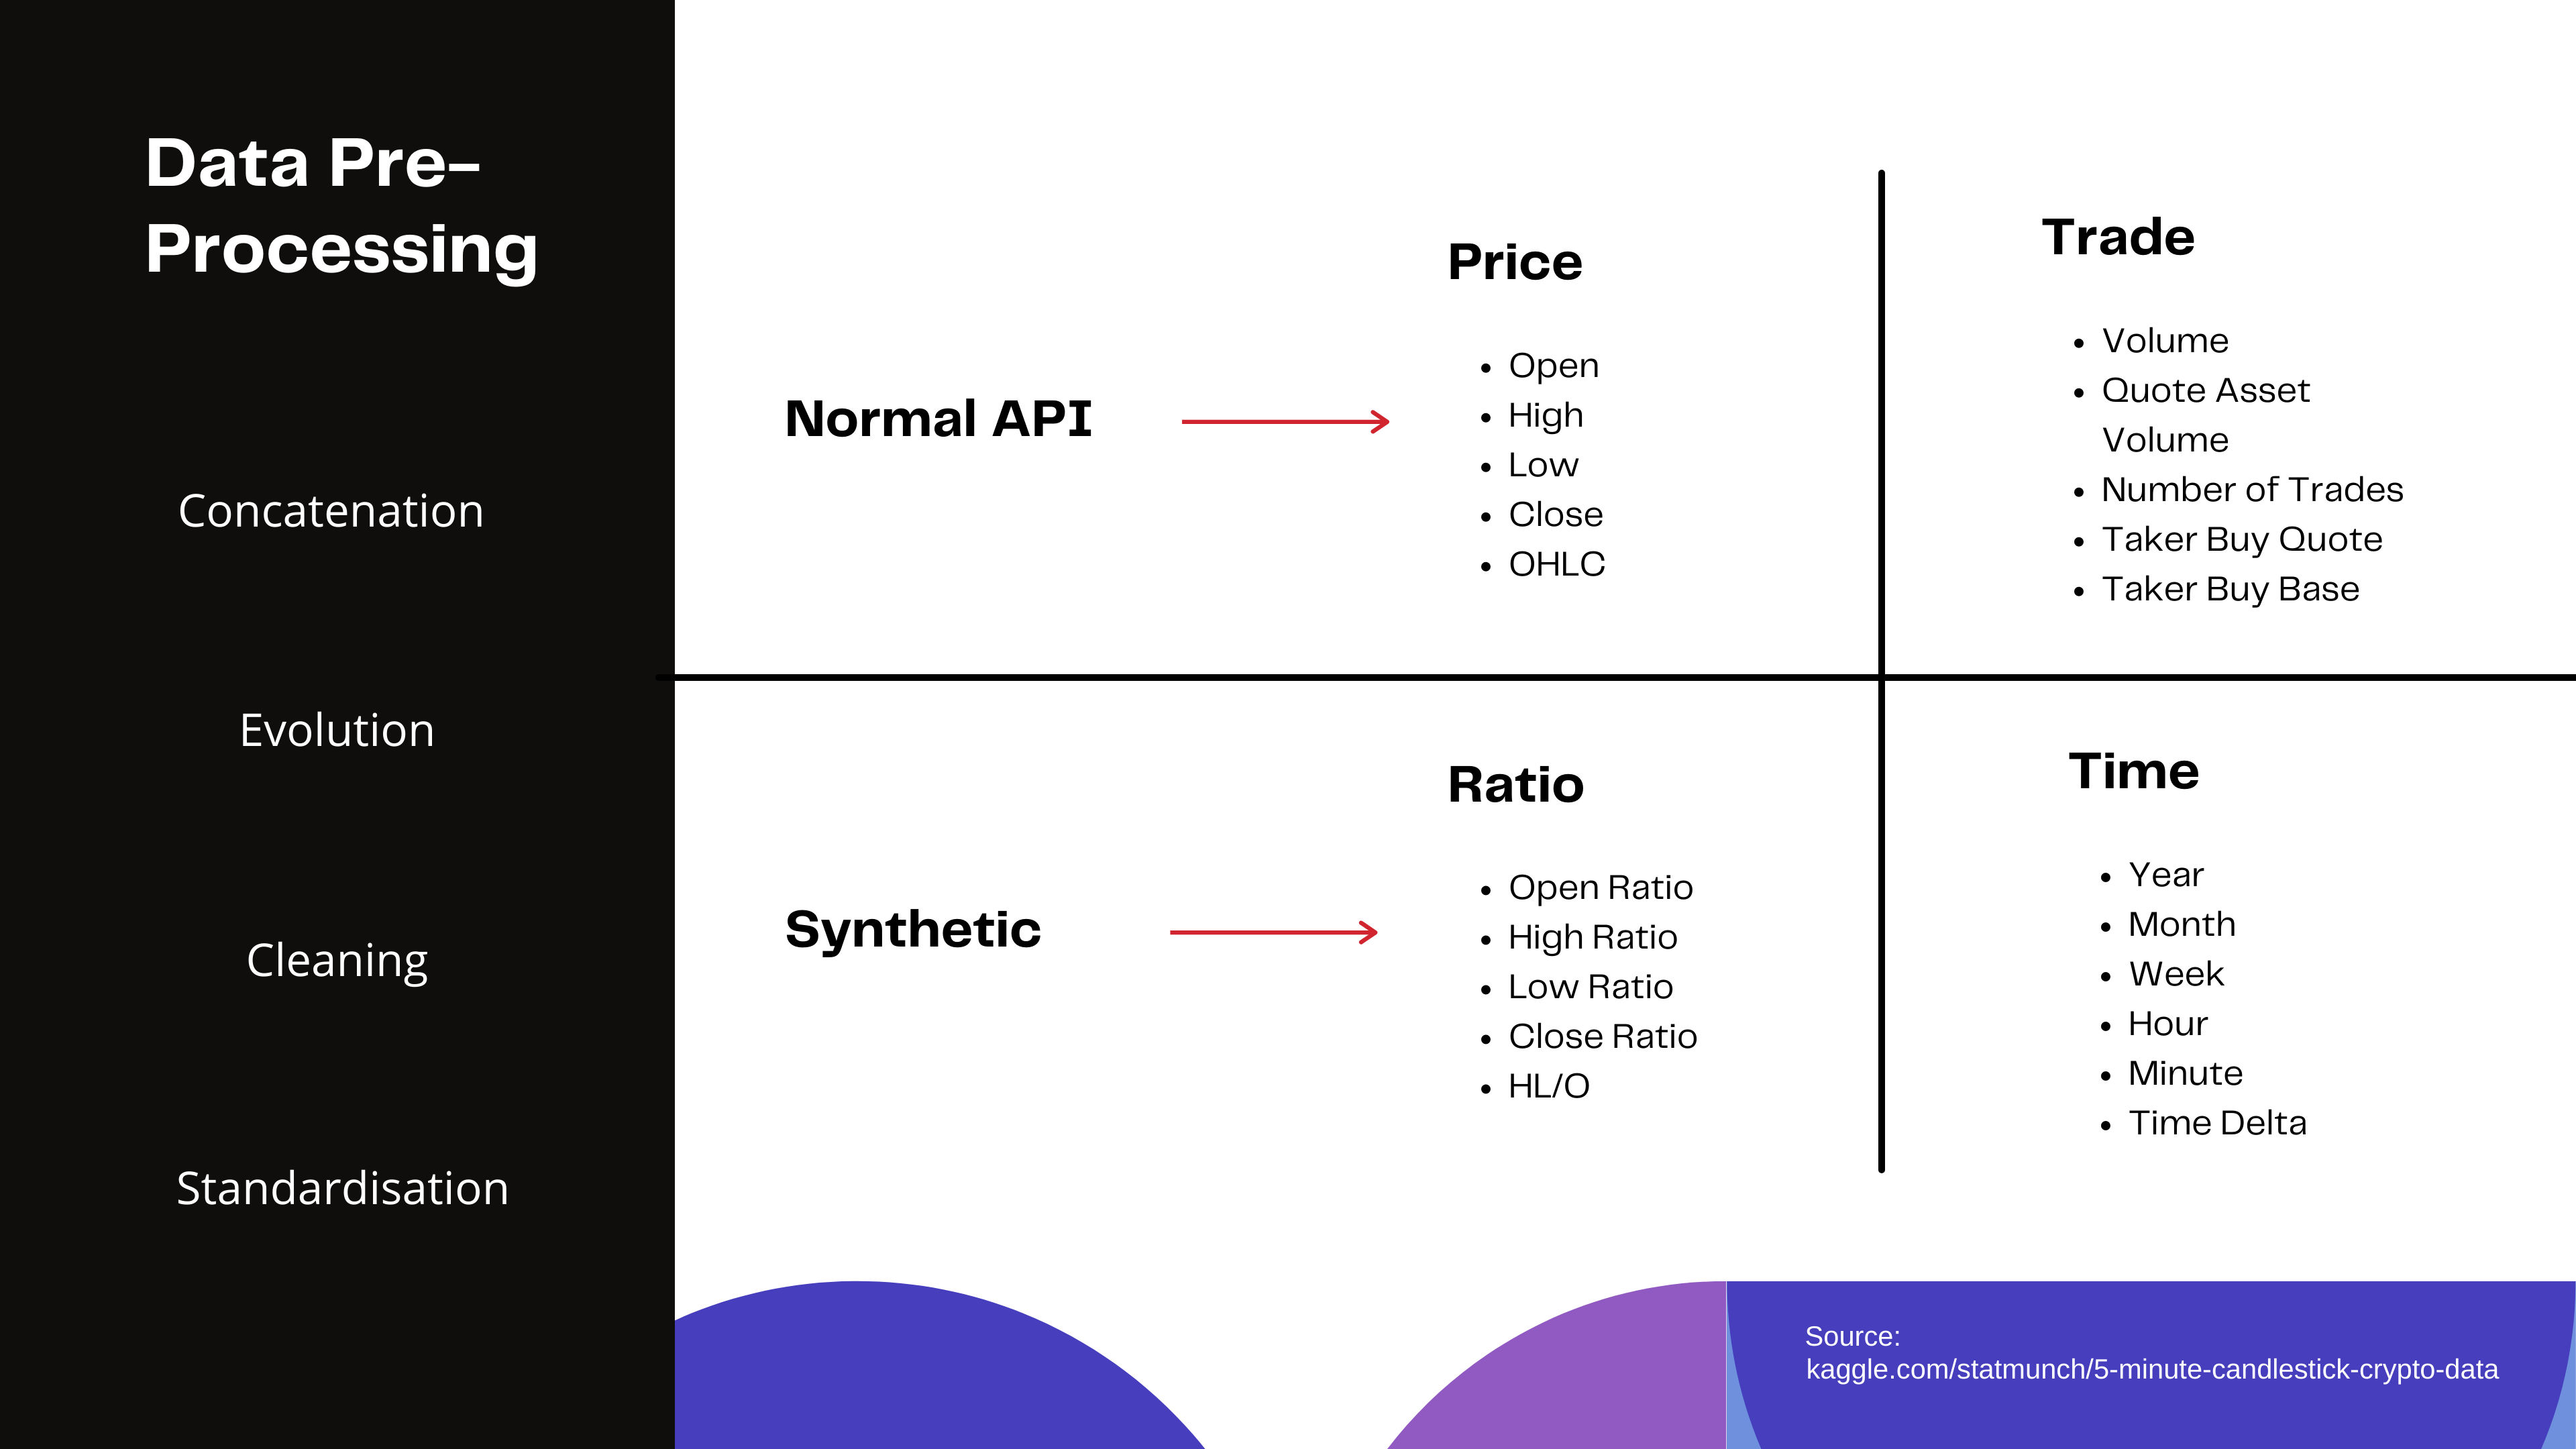 Data Pre-
Processing
Concatenation
Evolution
Cleaning
Standardisation
Normal API
Price
• Open
• High
• Low
• Close
• OHLC
Trade
• Volume
• Quote Asset
Volume
• Number of Trades
• Taker Buy Quote
• Taker Buy Base
Synthetic
Ratio
• Open Ratio
• High Ratio
• Low Ratio
• Close Ratio
• HL/O
Time
• Year
• Month
• Week
• Hour
• Minute
• Time Delta
Source:
kaggle.com/statmunch/5-minute-candlestick-crypto-data